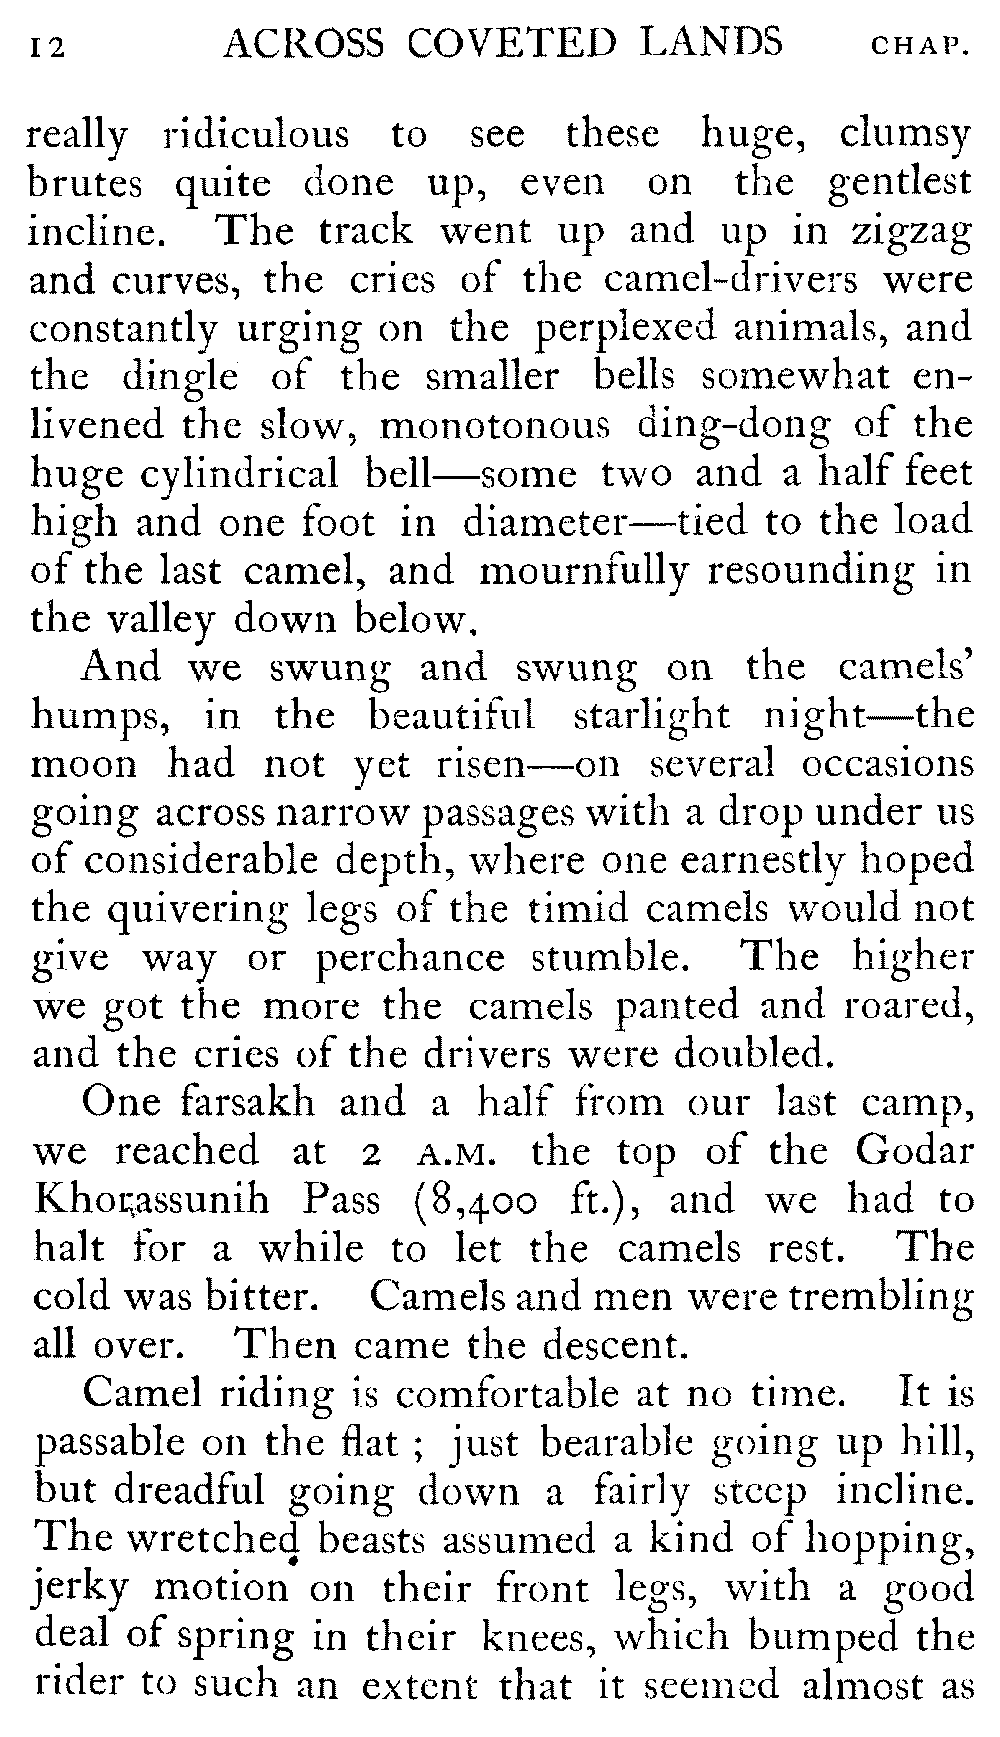 12 ACROSS COVETED LANDS CHAP.
really ridiculous to see these huge, clumsy
brutes quite done up, even on the gentlest
incline. The track went up and up in zigzag
and curves, the cries of the camel-drivers were
constantly urging on the perplexed animals, and
the dingle of the smaller bells somewhat en-
livened the slow, monotonous ding-dong of the
huge cylindrical bell—some two and a half feet
high and one foot in diameter—tied to the load
of the last camel, and mournfully resounding in
the valley down below.
And we swung and swung on the camels'
humps, in the beautiful starlight night—the
moon had not yet risen—on several occasions
going across narrow passages with a drop under us
of considerable depth, where one earnestly hoped
the quivering legs of the timid camels would not
give way or perchance stumble. The higher
we got the more the camels panted and roared,
and the cries of the drivers were doubled.
One farsakh and a half from our last camp,
we reached at 2 A.M. the top of the Godar
Khorassunih Pass (8,400 ft.), and we had to
halt for a while to let the camels rest. The
cold was bitter. Camels and men were trembling
all over. Then came the descent.
Camel riding is comfortable at no time. It is
passable on the flat ; just bearable going up hill,
but dreadful going down a fairly steep incline.
The wretched beasts assumed a kind of hopping,
jerky motion on their front legs, with a good
deal of spring in their knees, which bumped the
rider to such an extent that it seemed almost as